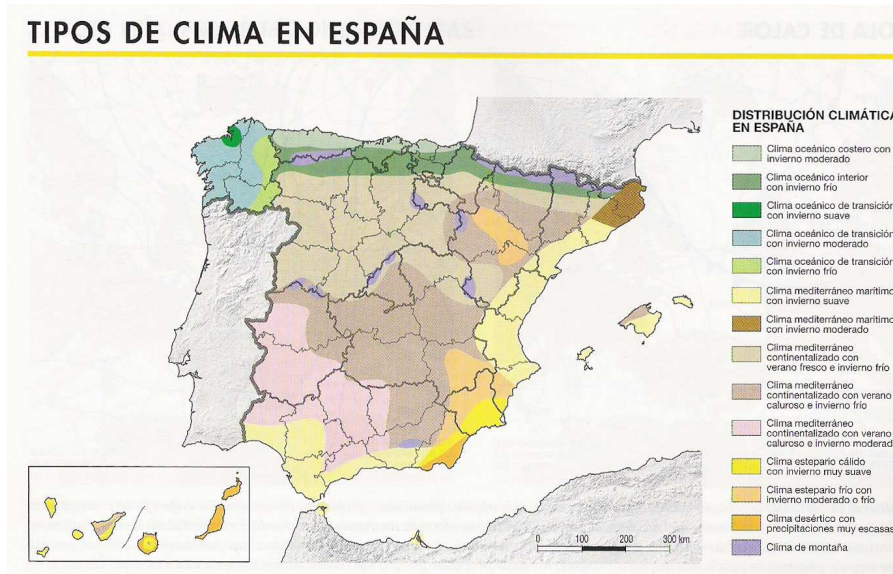 TIPOS DE CLIMA EN ESPAÑA
DISTRIBUCIÓN CLIMÁTICA
EN ESPAÑA
Clima oceánico costero con
invierno moderado
Clima oceánico interior
con invierno frío
Clima oceánico de transición
con invierno suave
Clima oceánico de transición
con invierno moderado
Clima oceánico de transición
con invierno frío
Clima mediterráneo marítimo
con invierno suave
Clima mediterráneo marítimo
con invierno moderado
Clima mediterráneo
continentalizado con
verano fresco e invierno frío
Clima mediterráneo
continentalizado con verano
caluroso e invierno frío
Clima mediterráneo
continentalizado con verano
caluroso e invierno moderad
Clima estepario cálido
con invierno muy suave
Clima estepario frío con
invierno moderado o frío
Clima desértico con
precipitaciones muy escasas
Clima de montaña
0 100 200 300 km